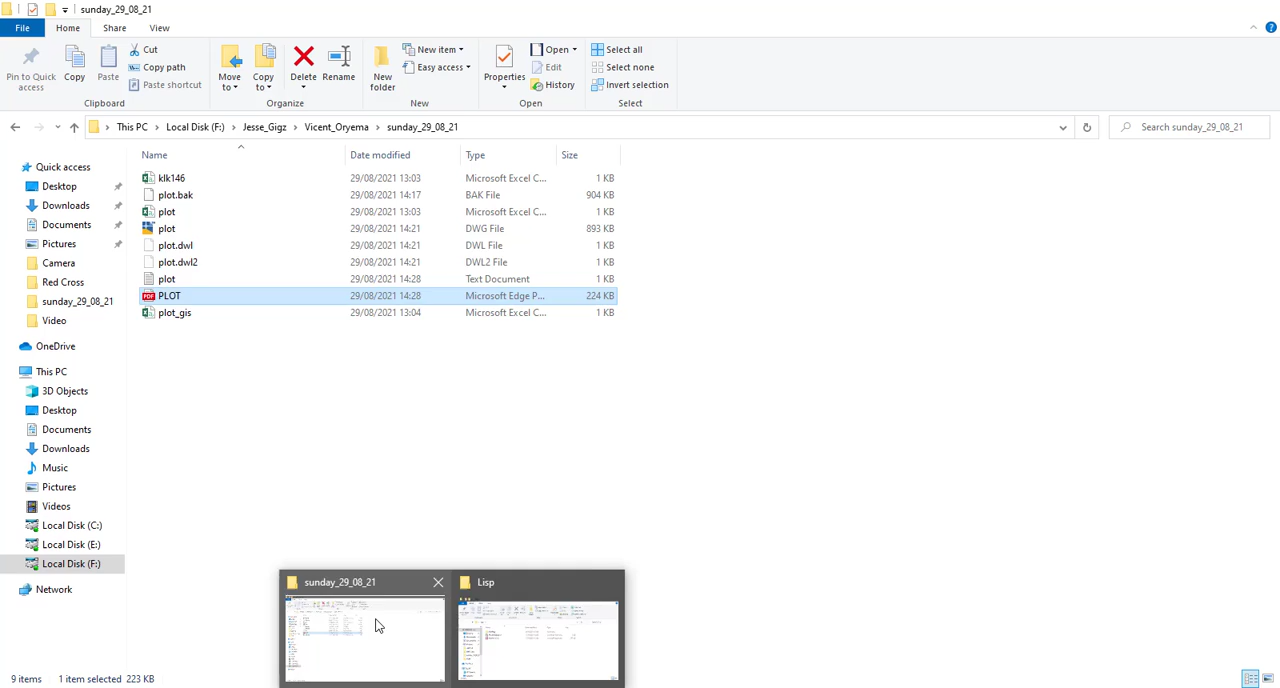 sunday_29_08_21
File Home Share View
Pin to Quick access
Copy
Paste
Cut
Copy path
Paste shortcut
Clipboard
Move to
Copy to
Delete
Rename
Organize
New folder
New item
Easy access
New
Properties
Open
Edit
History
Open
Select all
Select none
Invert selection
Select
This PC > Local Disk (F:) > Jesse_Gigz > Vicent_Oryema > sunday_29_08_21
Search sunday_29_08_21
Name Date modified Type Size
klk146 29/08/2021 13:03 Microsoft Excel C... 1 KB
plot.bak 29/08/2021 14:17 BAK File 904 KB
plot 29/08/2021 13:03 Microsoft Excel C... 1 KB
plot 29/08/2021 14:21 DWG File 893 KB
plot.dwl 29/08/2021 14:21 DWL File 1 KB
plot.dwl2 29/08/2021 14:21 DWL2 File 1 KB
plot 29/08/2021 14:28 Text Document 1 KB
PDF PLOT 29/08/2021 14:28 Microsoft Edge P... 224 KB
plot_gis 29/08/2021 13:04 Microsoft Excel C... 1 KB
Quick access
Desktop
Downloads
Documents
Pictures
Camera
Red Cross
sunday_29_08_21
Video
OneDrive
This PC
3D Objects
Desktop
Documents
Downloads
Music
Pictures
Videos
Local Disk (C:)
Local Disk (E:)
Local Disk (F:)
Network
sunday_29_08_21
Lisp
9 items 1 item selected 223 KB